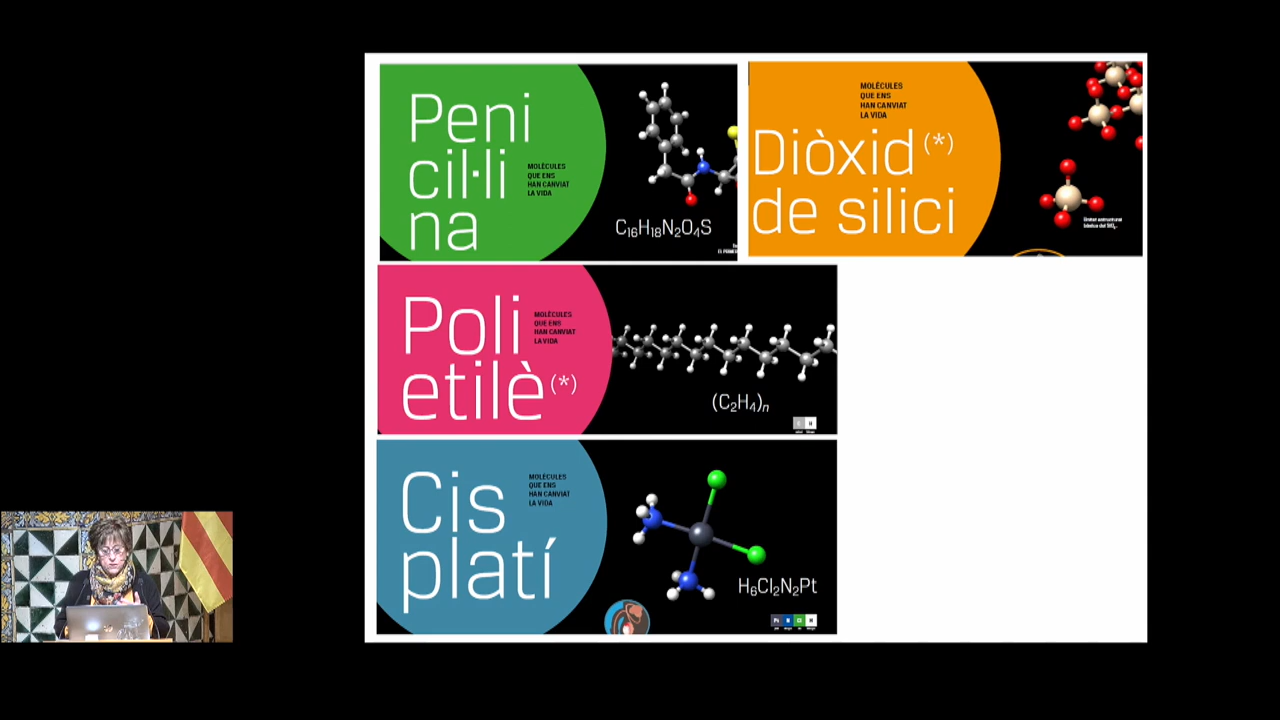 Peni
cil·li
na
MOLÈCULES
QUE ENS
HAN CANVIAT
LA VIDA
C₁₆H₁₈N₂O₄S
MOLÈCULES
QUE ENS
HAN CANVIAT
LA VIDA
Diòxid (*)
de silici
Poli
etilè (*)
MOLÈCULES
QUE ENS
HAN CANVIAT
LA VIDA
(C₂H₄)ₙ
Cis
platí
MOLÈCULES
QUE ENS
HAN CANVIAT
LA VIDA
H₆Cl₂N₂Pt